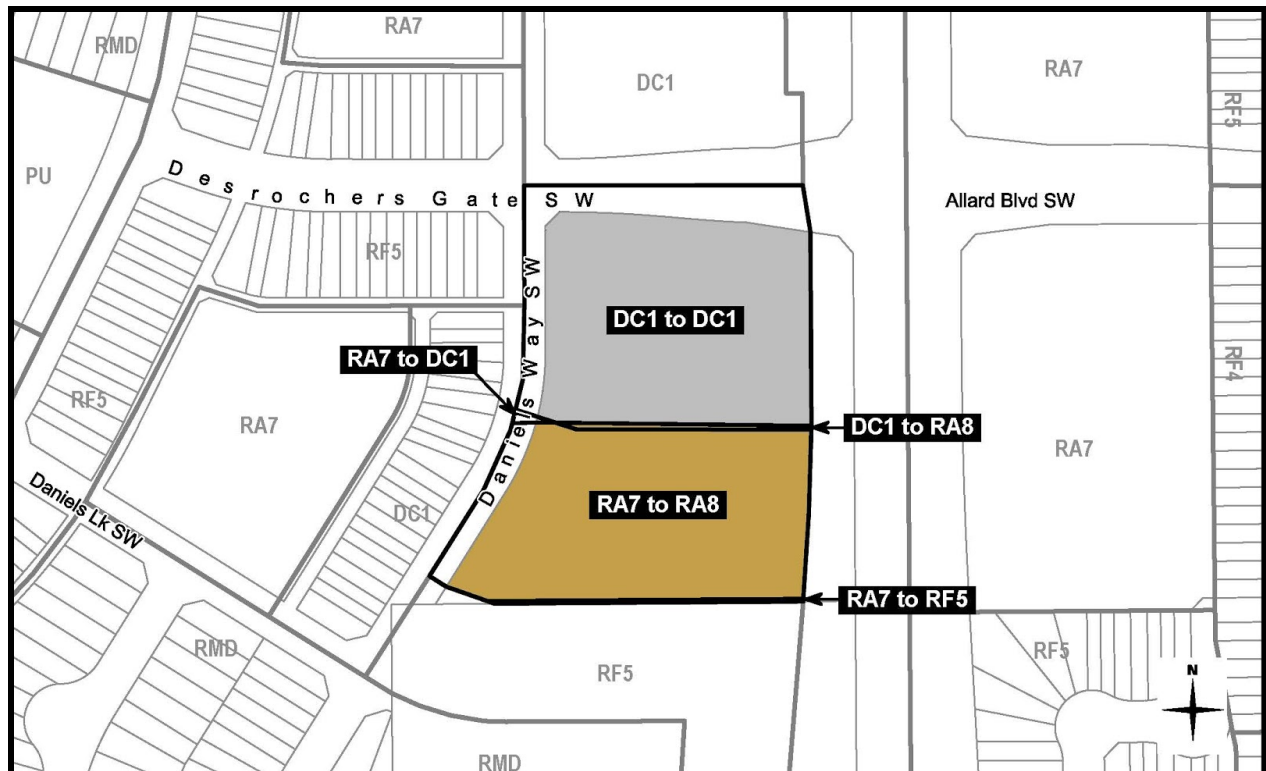 RMD
RA7
DC1
RA7
RF5
PU
Desrochers Gate SW
Allard Blvd SW
RF5
Daniels Way SW
DC1 to DC1
RA7 to DC1
RF4
RF5
RA7
DC1 to RA8
RA7
RA7 to RA8
DC1
Daniels Lk SW
RA7 to RF5
RMD
RF5
RF5
N
RMD